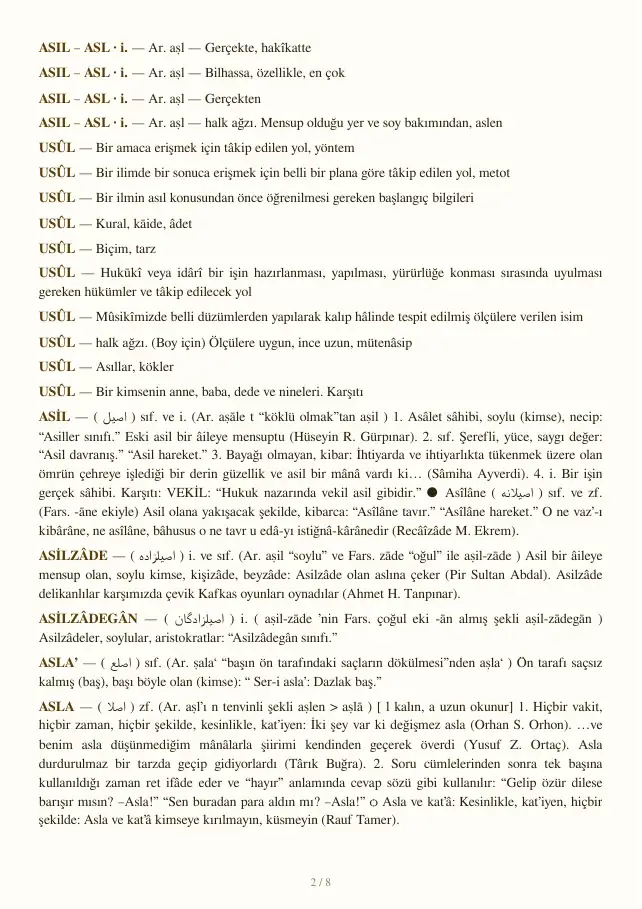 ASIL – ASL · i. — Ar. aṣl — Gerçekte, hakîkatte
ASIL – ASL · i. — Ar. aṣl — Bilhassa, özellikle, en çok
ASIL – ASL · i. — Ar. aṣl — Gerçekten
ASIL – ASL · i. — Ar. aṣl — halk ağzı. Mensup olduğu yer ve soy bakımından, aslen
USÛL — Bir amaca erişmek için tâkip edilen yol, yöntem
USÛL — Bir ilimde bir sonuca erişmek için belli bir plana göre tâkip edilen yol, metot
USÛL — Bir ilmin asıl konusundan önce öğrenilmesi gereken başlangıç bilgileri
USÛL — Kural, kāide, âdet
USÛL — Biçim, tarz
USÛL — Hukūkî veya idârî bir işin hazırlanması, yapılması, yürürlüğe konması sırasında uyulması
gereken hükümler ve tâkip edilecek yol
USÛL — Mûsikîmizde belli düzümlerden yapılarak kalıp hâlinde tespit edilmiş ölçülere verilen isim
USÛL — halk ağzı. (Boy için) Ölçülere uygun, ince uzun, mütenâsip
USÛL — Asıllar, kökler
USÛL — Bir kimsenin anne, baba, dede ve nineleri. Karşıtı
ASİL — ( اصيل ) sıf. ve i. (Ar. aṣāle t “köklü olmak”tan aṣіl ) 1. Asâlet sâhibi, soylu (kimse), necip:
“Asiller sınıfı.” Eski asil bir âileye mensuptu (Hüseyin R. Gürpınar). 2. sıf. Şerefli, yüce, saygı değer:
“Asil davranış.” “Asil hareket.” 3. Bayağı olmayan, kibar: İhtiyarda ve ihtiyarlıkta tükenmek üzere olan
ömrün çehreye işlediği bir derin güzellik ve asil bir mânâ vardı ki… (Sâmiha Ayverdi). 4. i. Bir işin
gerçek sâhibi. Karşıtı: VEKİL: “Hukuk nazarında vekil asil gibidir.” ● Asîlâne ( اصيلانه ) sıf. ve zf.
(Fars. -āne ekiyle) Asil olana yakışacak şekilde, kibarca: “Asîlâne tavır.” “Asîlâne hareket.” O ne vaz’-ı
kibârâne, ne asîlâne, bâhusus o ne tavr u edâ-yı istiğnâ-kârânedir (Recâîzâde M. Ekrem).
ASİLZÂDE — ( اصيلزاده ) i. ve sıf. (Ar. aṣіl “soylu” ve Fars. zāde “oğul” ile aṣіl-zāde ) Asil bir âileye
mensup olan, soylu kimse, kişizâde, beyzâde: Asilzâde olan aslına çeker (Pir Sultan Abdal). Asilzâde
delikanlılar karşımızda çevik Kafkas oyunları oynadılar (Ahmet H. Tanpınar).
ASİLZÂDEGÂN — ( اصيلزادگان ) i. ( aṣіl-zāde ’nin Fars. çoğul eki -ān almış şekli aṣіl-zādegān )
Asilzâdeler, soylular, aristokratlar: “Asilzâdegân sınıfı.”
ASLA’ — ( اصلع ) sıf. (Ar. ṣala‘ “başın ön tarafındaki saçların dökülmesi”nden aṣla‘ ) Ön tarafı saçsız
kalmış (baş), başı böyle olan (kimse): “ Ser-i asla’: Dazlak baş.”
ASLA — ( اصلا ) zf. (Ar. aṣl’ı n tenvinli şekli aṣlen > aṣlā ) [ l kalın, a uzun okunur] 1. Hiçbir vakit,
hiçbir zaman, hiçbir şekilde, kesinlikle, kat’iyen: İki şey var ki değişmez asla (Orhan S. Orhon). …ve
benim asla düşünmediğim mânâlarla şiirimi kendinden geçerek överdi (Yusuf Z. Ortaç). Asla
durdurulmaz bir tarzda geçip gidiyorlardı (Târık Buğra). 2. Soru cümlelerinden sonra tek başına
kullanıldığı zaman ret ifâde eder ve “hayır” anlamında cevap sözü gibi kullanılır: “Gelip özür dilese
barışır mısın? –Asla!” “Sen buradan para aldın mı? –Asla!” ѻ Asla ve kat’â: Kesinlikle, kat’iyen, hiçbir
şekilde: Asla ve kat’â kimseye kırılmayın, küsmeyin (Rauf Tamer).
2 / 8